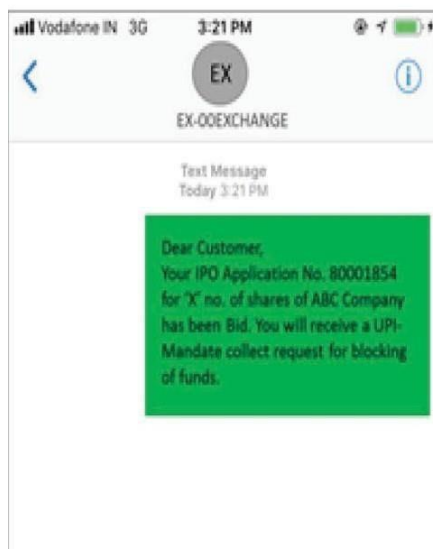 Vodafone IN 3G 3:21 PM
EX
EX-OOEXCHANGE
Text Message
Today 3:21 PM
Dear Customer,
Your IPO Application No. 80001854
for "X" no. of shares of ABC Company
has been Bid. You will receive a UPI-
Mandate collect request for blocking
of funds.